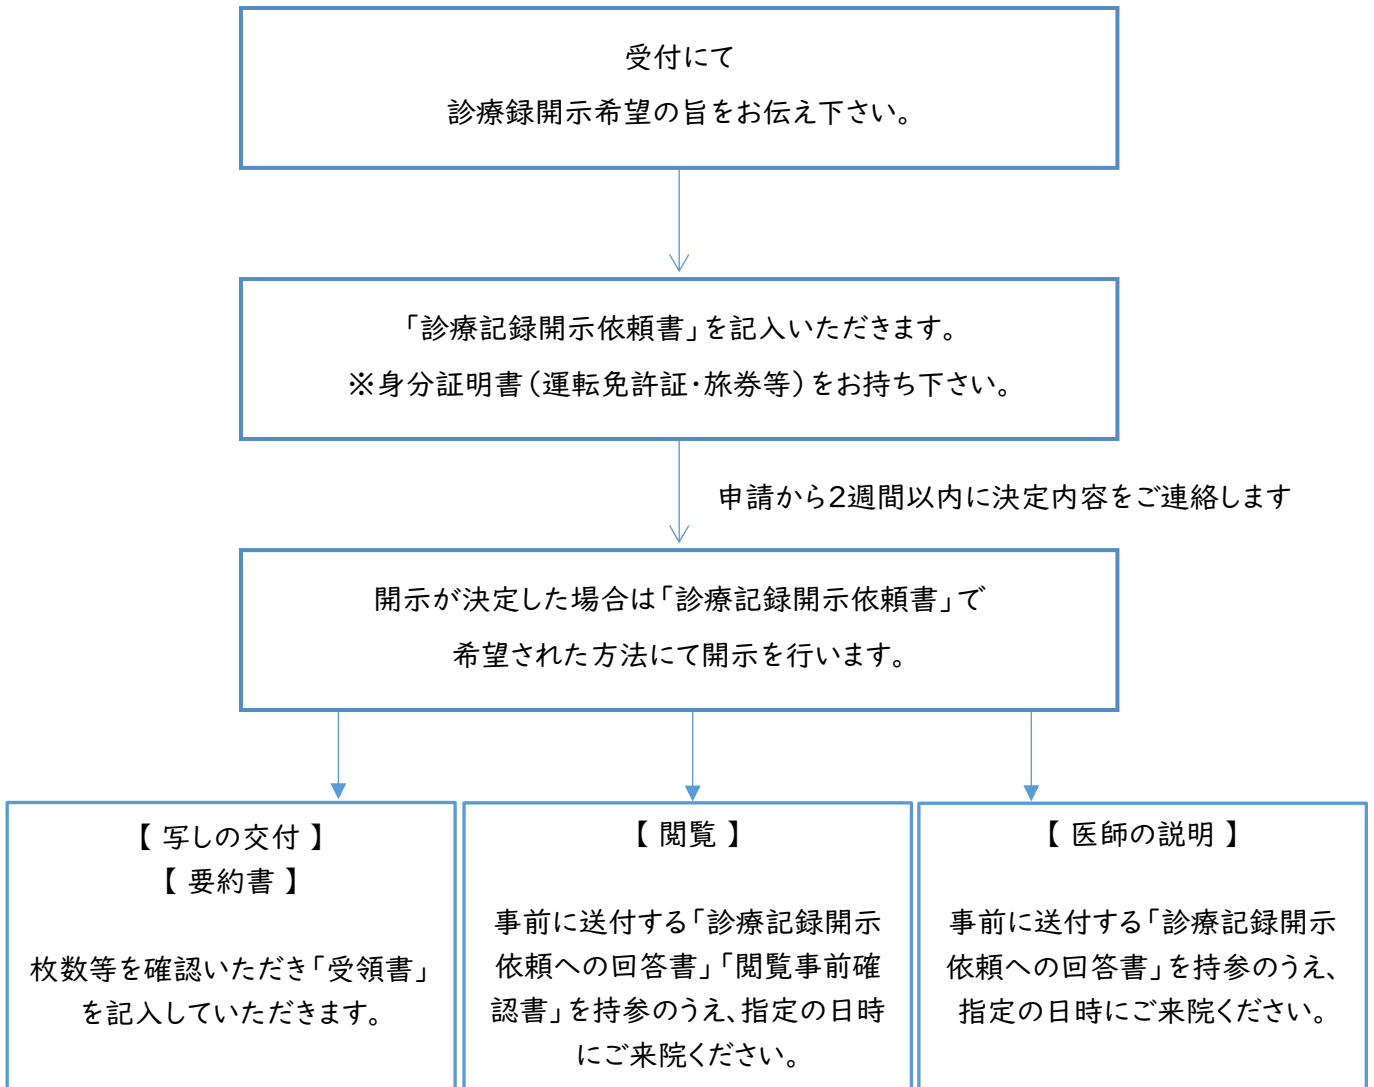 受付にて
診療録開示希望の旨をお伝え下さい。
「診療記録開示依頼書」を記入いただきます。
※身分証明書(運転免許証・旅券等)をお持ち下さい。
申請から2週間以内に決定内容をご連絡します
開示が決定した場合は「診療記録開示依頼書」で
希望された方法にて開示を行います。
【 写しの交付 】
【 要約書 】
枚数等を確認いただき「受領書」
を記入していただきます。
【 閲覧 】
事前に送付する「診療記録開示
依頼への回答書」「閲覧事前確
認書」を持参のうえ、指定の日時
にご来院ください。
【 医師の説明 】
事前に送付する「診療記録開示
依頼への回答書」を持参のうえ、
指定の日時にご来院ください。